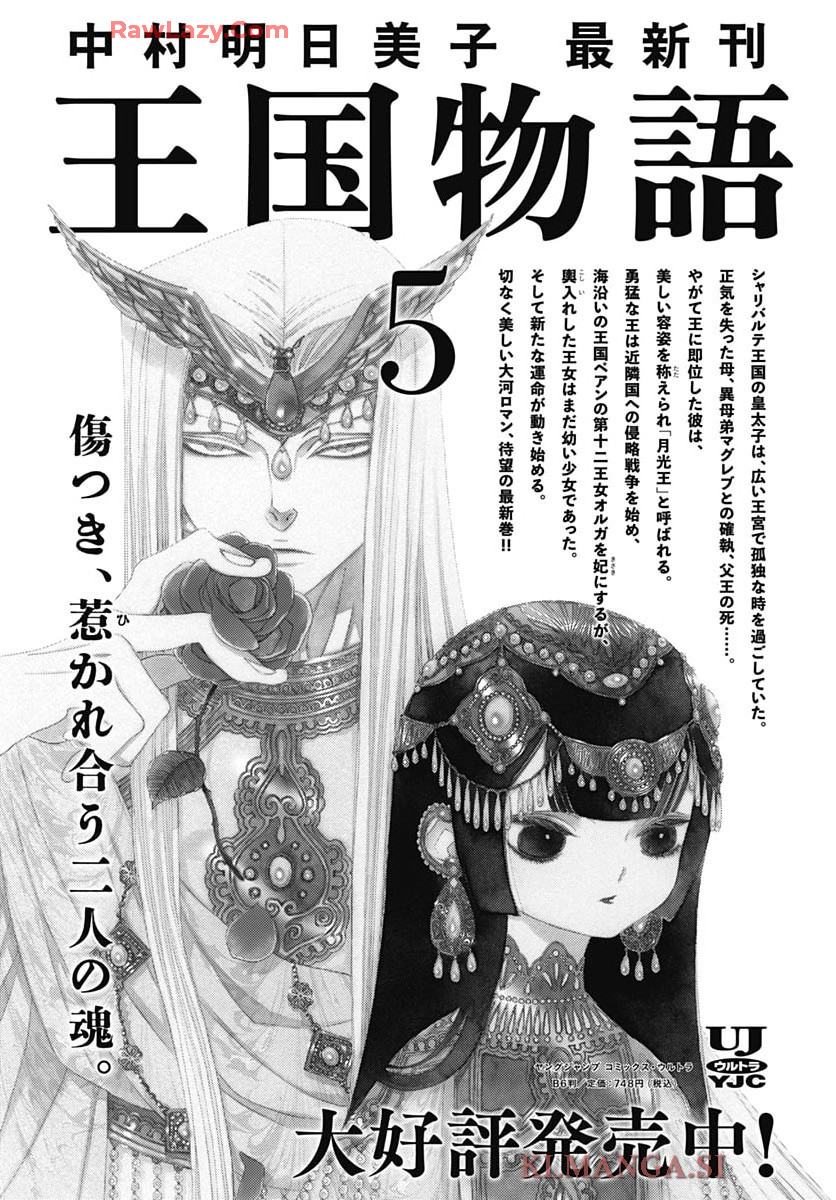 RawLazy.Com
中村明日美子 最新刊
王国物語
5
シャリバルテ王国の皇太子は、広い王宮で孤独な時を過ごしていた。
正気を失った母、異母弟マグレブとの確執、父王の死……。
やがて王に即位した彼は、
美しい容姿を称えられ「月光王」と呼ばれる。
たた
勇猛な王は近隣国への侵略戦争を始め、
海沿いの王国ペアンの第十二王女オルガを妃にするが、
きさき
輿入れした王女はまだ幼い少女であった。
こしい
そして新たな運命が動き始める。
切なく美しい大河ロマン、待望の最新巻!!
傷つき、惹かれ合う二人の魂。
ひ
UJ
ウルトラ
YJC
ヤングジャンプ コミックス・ウルトラ
B6判/定価:748円(税込)
大好評発売中!
KLMANGA.SI